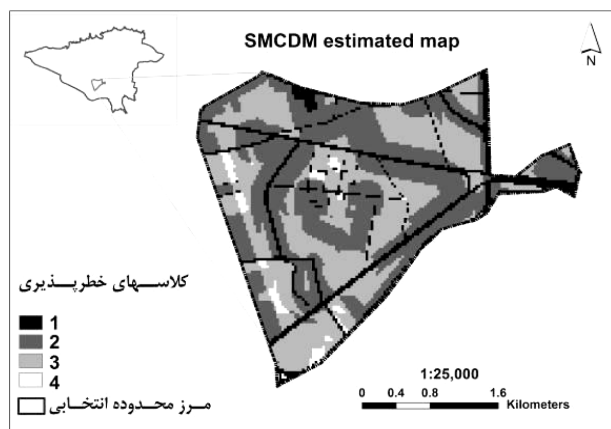 SMCDM estimated map
N
کلاسهای خطرپذیری
1
2
3
4
مرز محدوده انتخابی
1:25,000
0 0.4 0.8 1.6
Kilometers